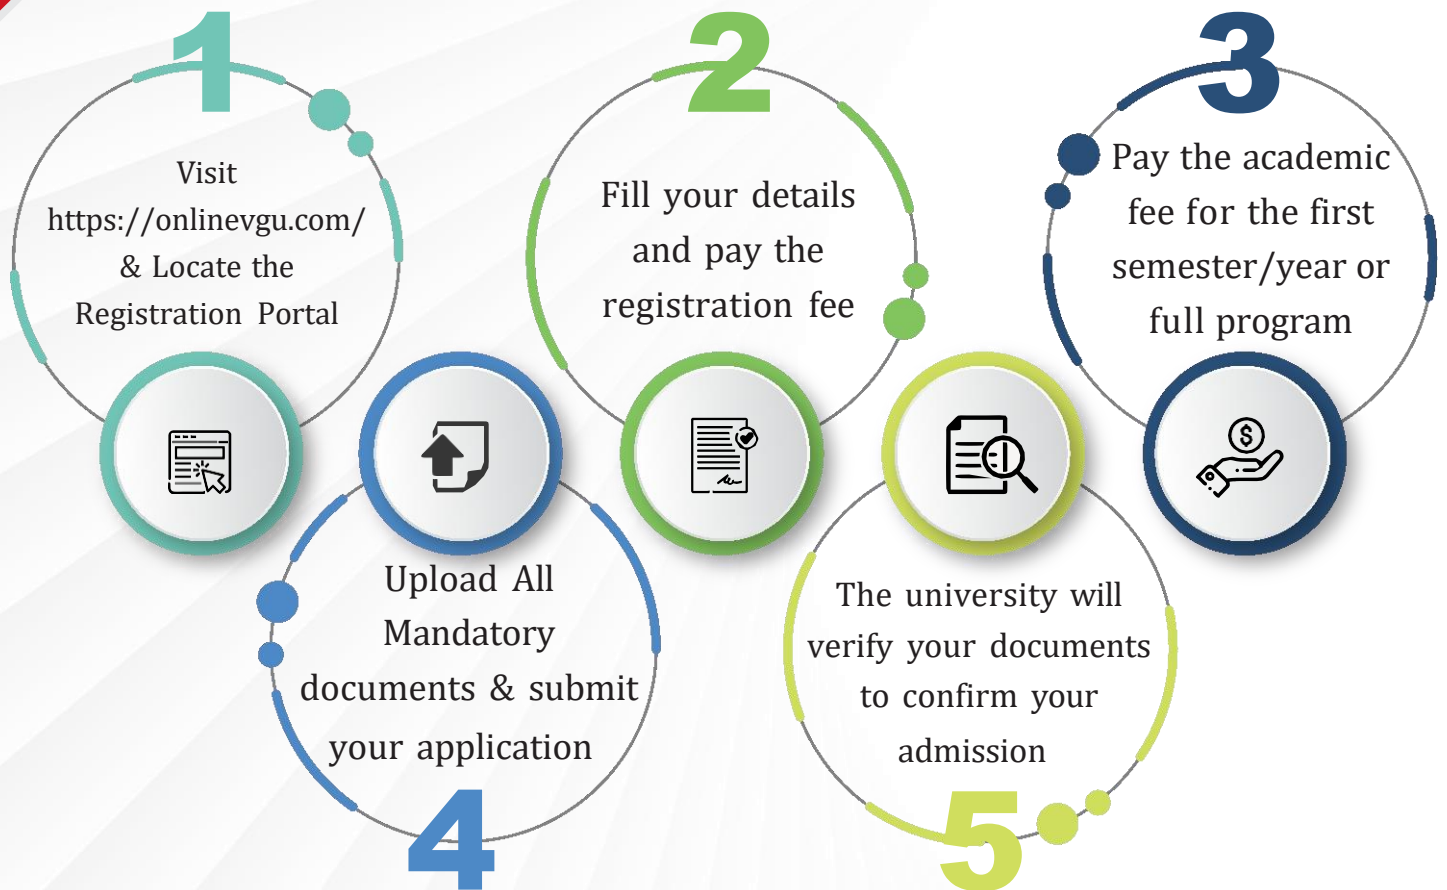 1
Visit
https://onlinevgu.com/
& Locate the
Registration Portal
2
Fill your details
and pay the
registration fee
3
Pay the academic
fee for the first
semester/year or
full program
Upload All
Mandatory
documents & submit
your application
4
The university will
verify your documents
to confirm your
admission
5